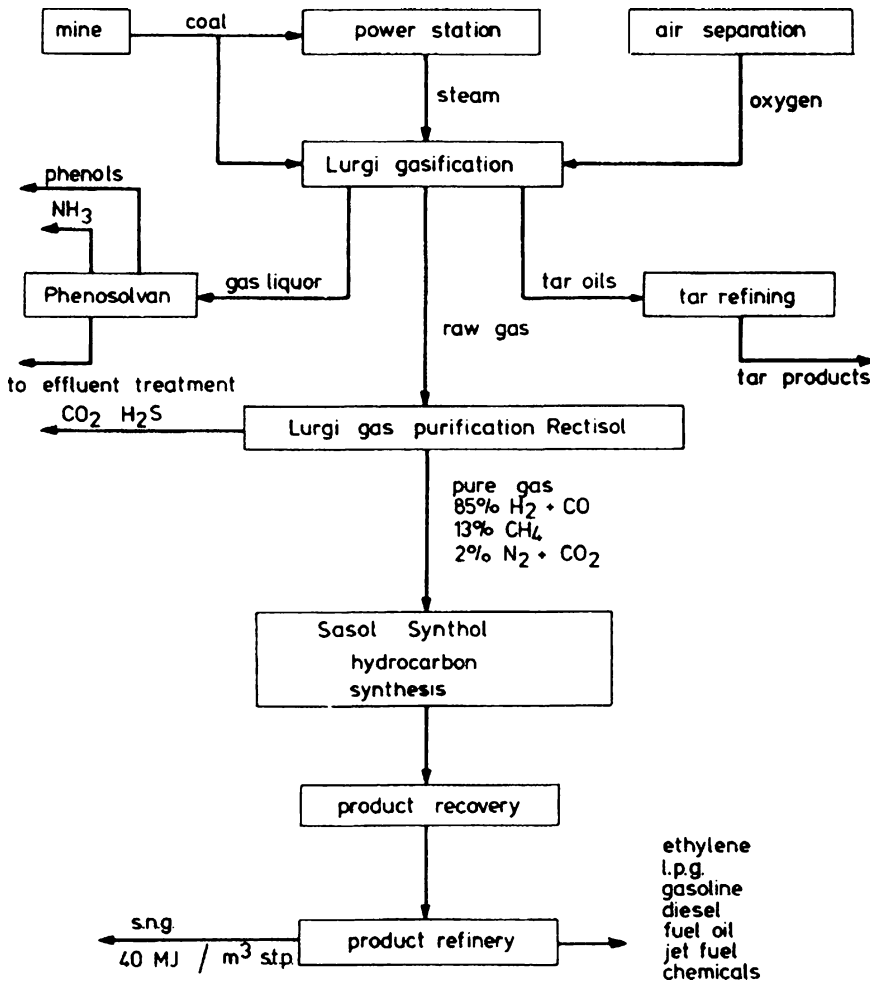 mine
coal
power station
air separation
steam
oxygen
Lurgi gasification
phenols
NH3
Phenosolvan
gas liquor
tar oils
tar refining
raw gas
to effluent treatment
tar products
CO2 H2S
Lurgi gas purification Rectisol
pure gas
85% H2 + CO
13% CH4
2% N2 + CO2
Sasol Synthol
hydrocarbon
synthesis
product recovery
s.n.g.
40 MJ / m3 s.t.p.
product refinery
ethylene
l.p.g.
gasoline
diesel
fuel oil
jet fuel
chemicals